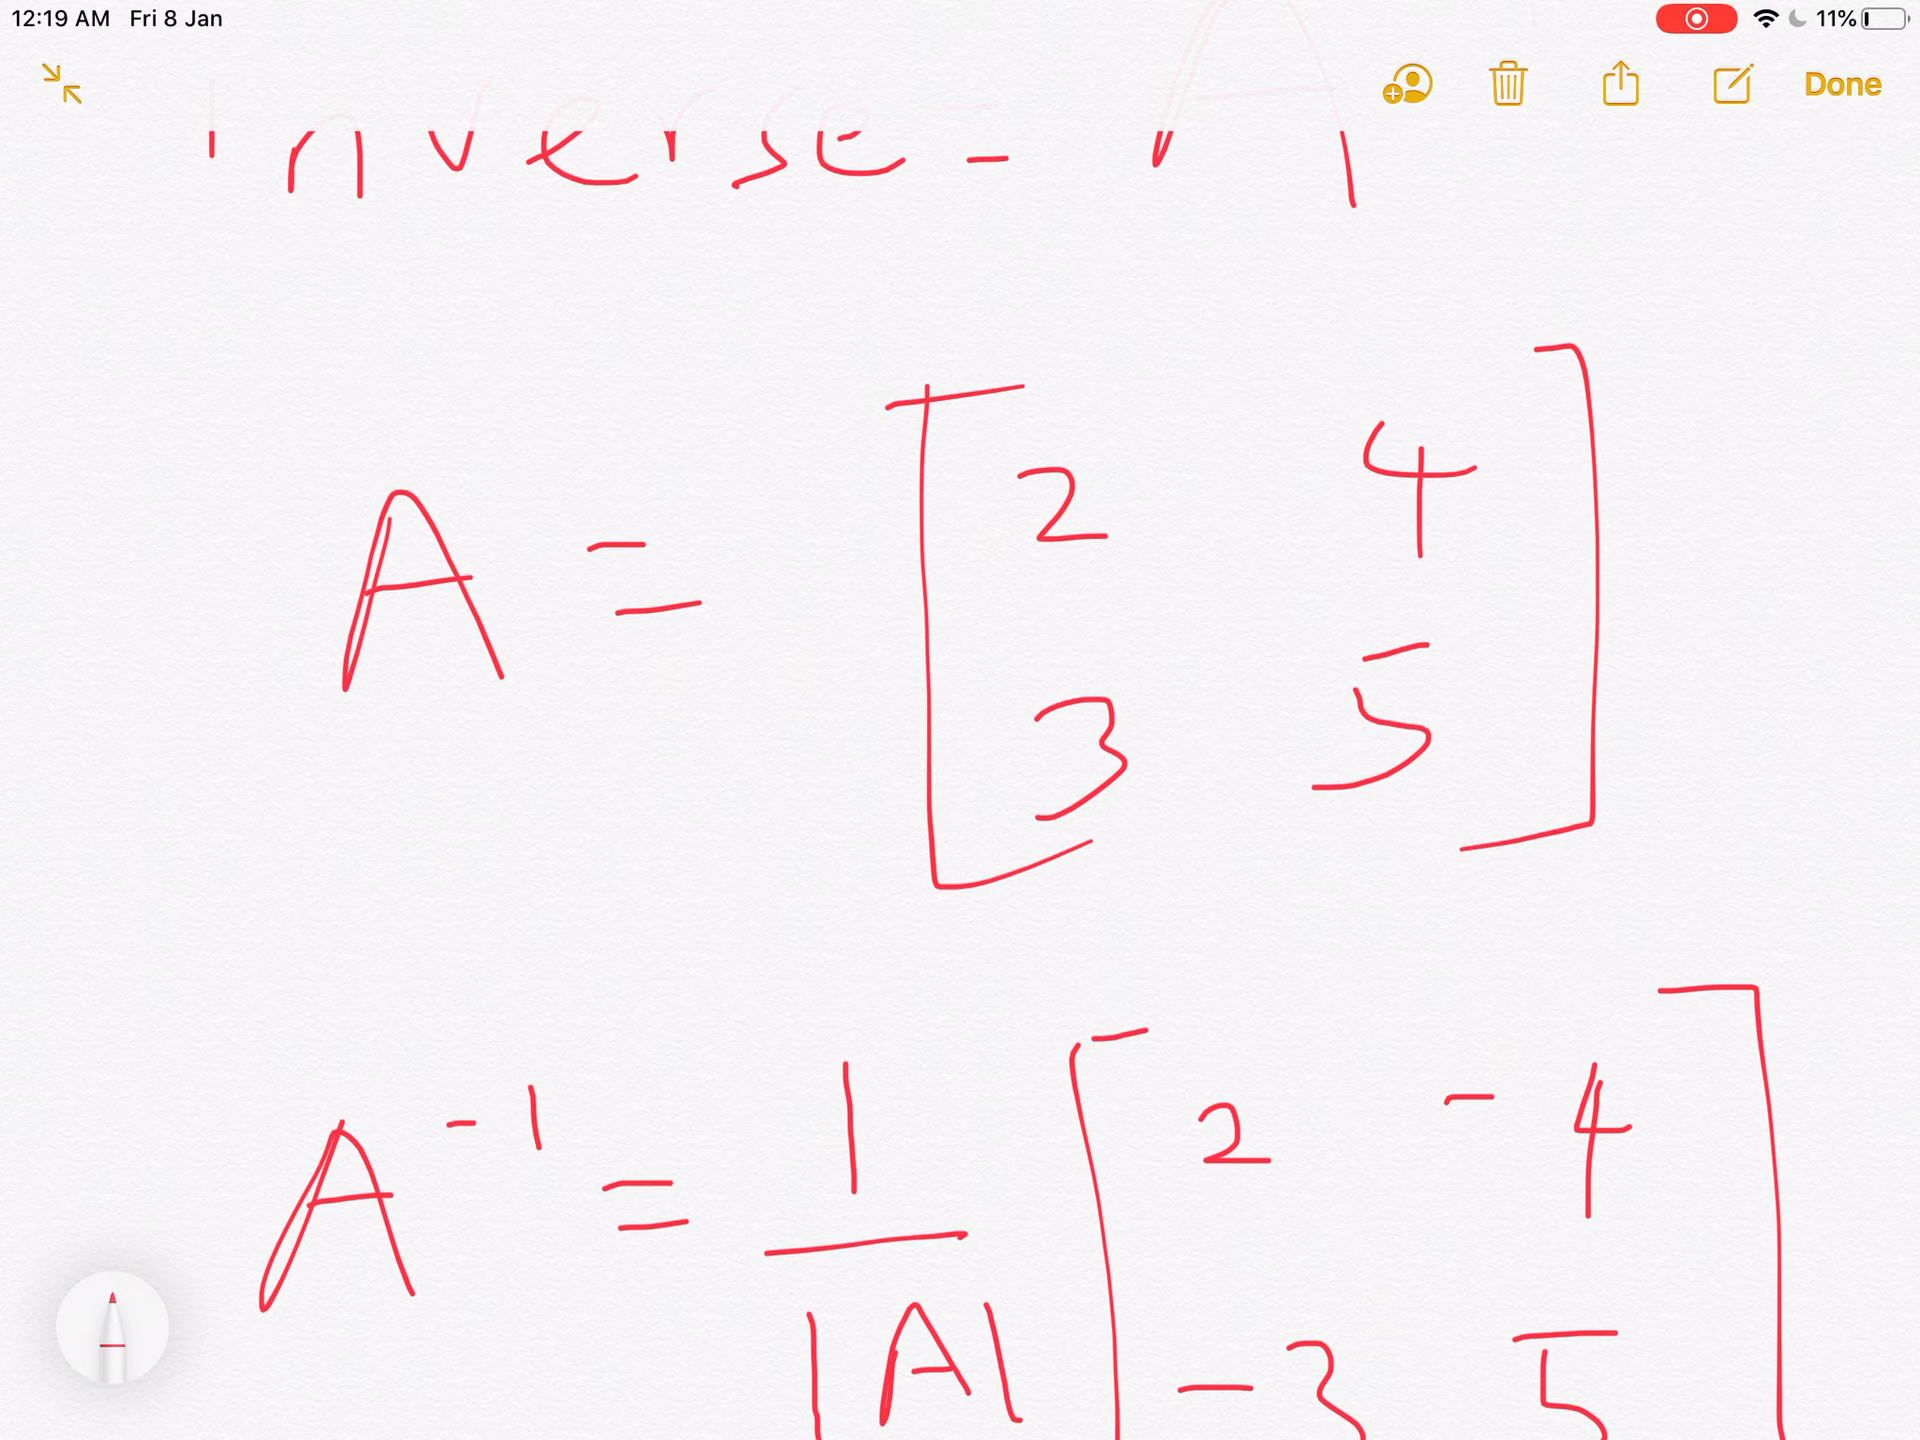 12:19 AM Fri 8 Jan 11%
Done
Inverse - A
A = [ 2 4
3 5 ]
A -1 = 1 / |A| [ 2 -4
-3 5 ]